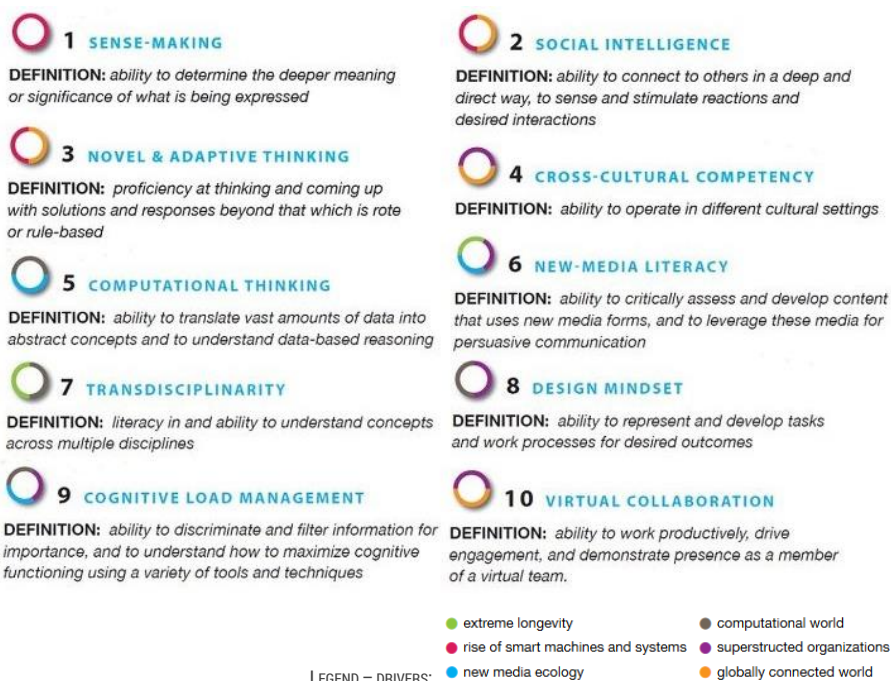 1 SENSE-MAKING
DEFINITION: ability to determine the deeper meaning
or significance of what is being expressed
2 SOCIAL INTELLIGENCE
DEFINITION: ability to connect to others in a deep and
direct way, to sense and stimulate reactions and
desired interactions
3 NOVEL & ADAPTIVE THINKING
DEFINITION: proficiency at thinking and coming up
with solutions and responses beyond that which is rote
or rule-based
4 CROSS-CULTURAL COMPETENCY
DEFINITION: ability to operate in different cultural settings
5 COMPUTATIONAL THINKING
DEFINITION: ability to translate vast amounts of data into
abstract concepts and to understand data-based reasoning
6 NEW-MEDIA LITERACY
DEFINITION: ability to critically assess and develop content
that uses new media forms, and to leverage these media for
persuasive communication
7 TRANSDISCIPLINARITY
DEFINITION: literacy in and ability to understand concepts
across multiple disciplines
8 DESIGN MINDSET
DEFINITION: ability to represent and develop tasks
and work processes for desired outcomes
9 COGNITIVE LOAD MANAGEMENT
DEFINITION: ability to discriminate and filter information for
importance, and to understand how to maximize cognitive
functioning using a variety of tools and techniques
10 VIRTUAL COLLABORATION
DEFINITION: ability to work productively, drive
engagement, and demonstrate presence as a member
of a virtual team.
LEGEND – DRIVERS:
extreme longevity
rise of smart machines and systems
new media ecology
computational world
superstructed organizations
globally connected world